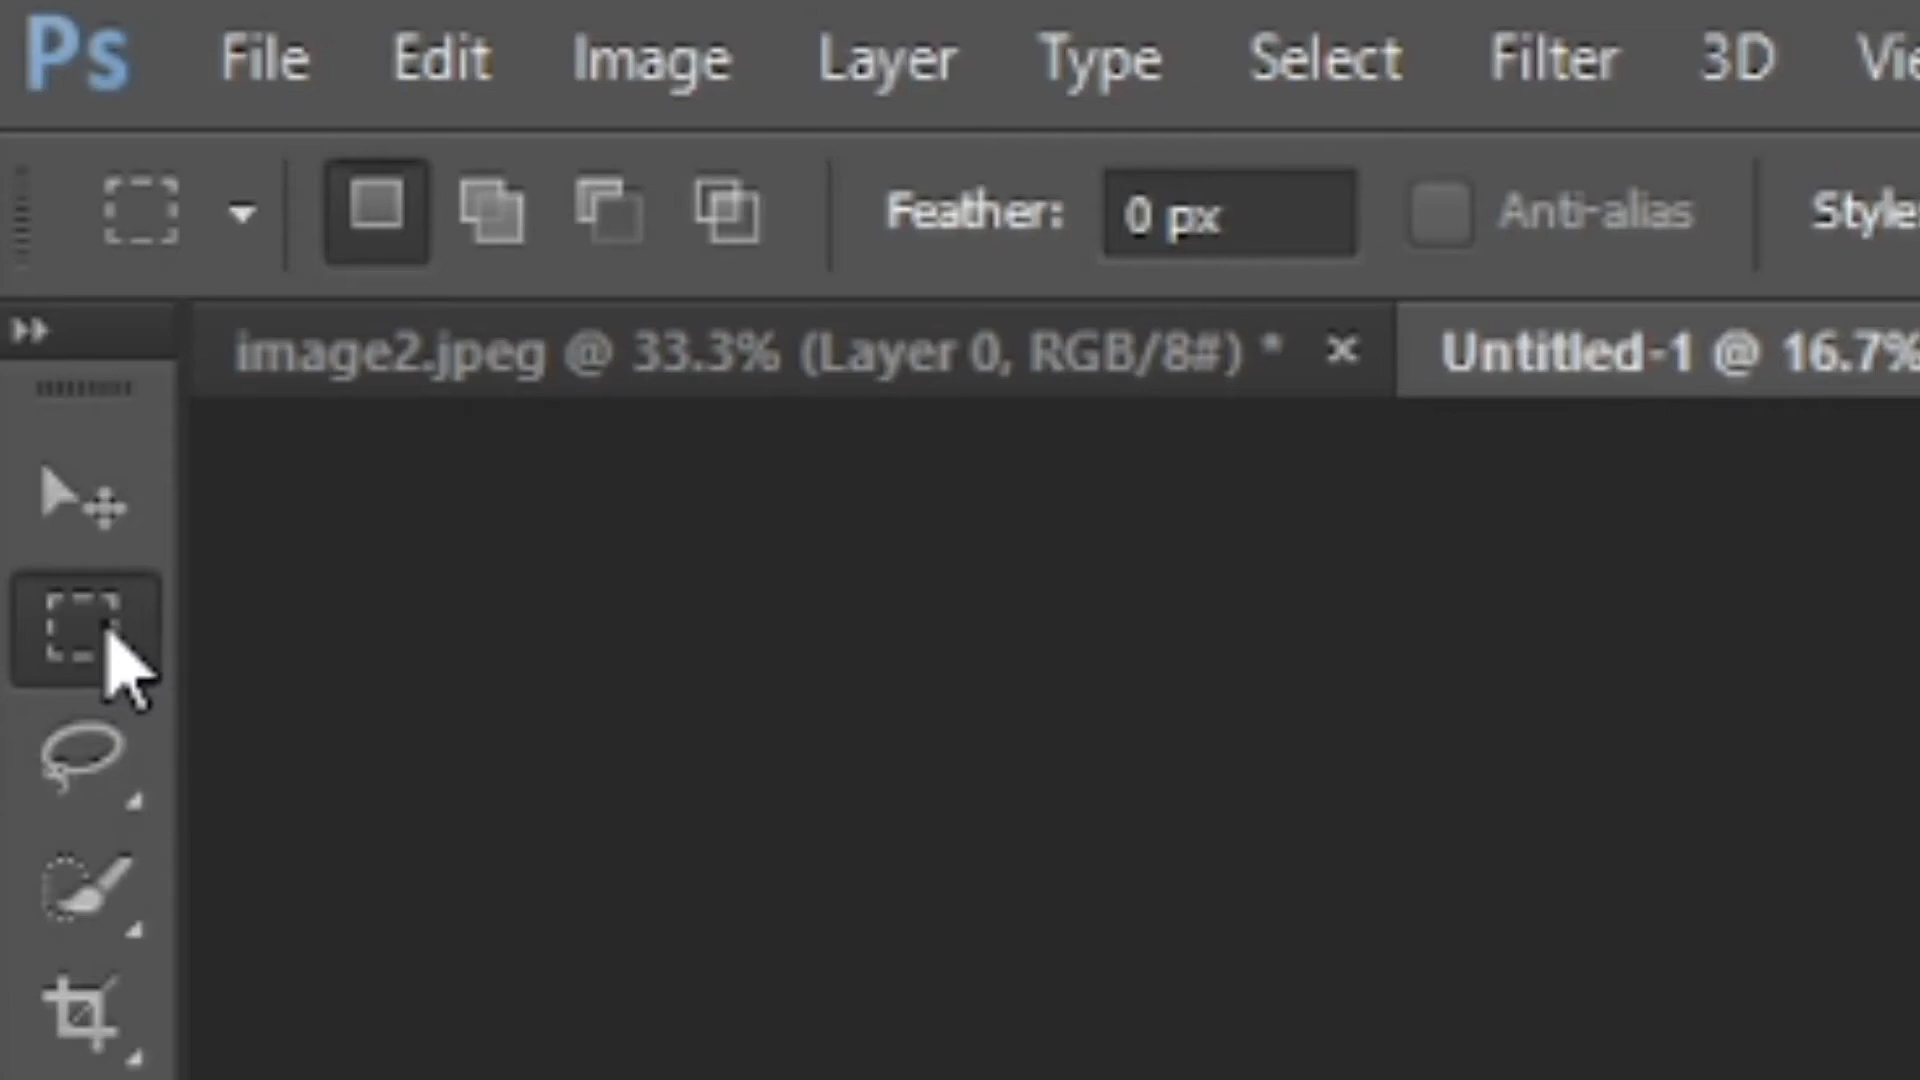 Ps File Edit Image Layer Type Select Filter 3D
Feather: 0 px Anti-alias Style
image2.jpeg @ 33.3% (Layer 0, RGB/8#) * × Untitled-1 @ 16.7%